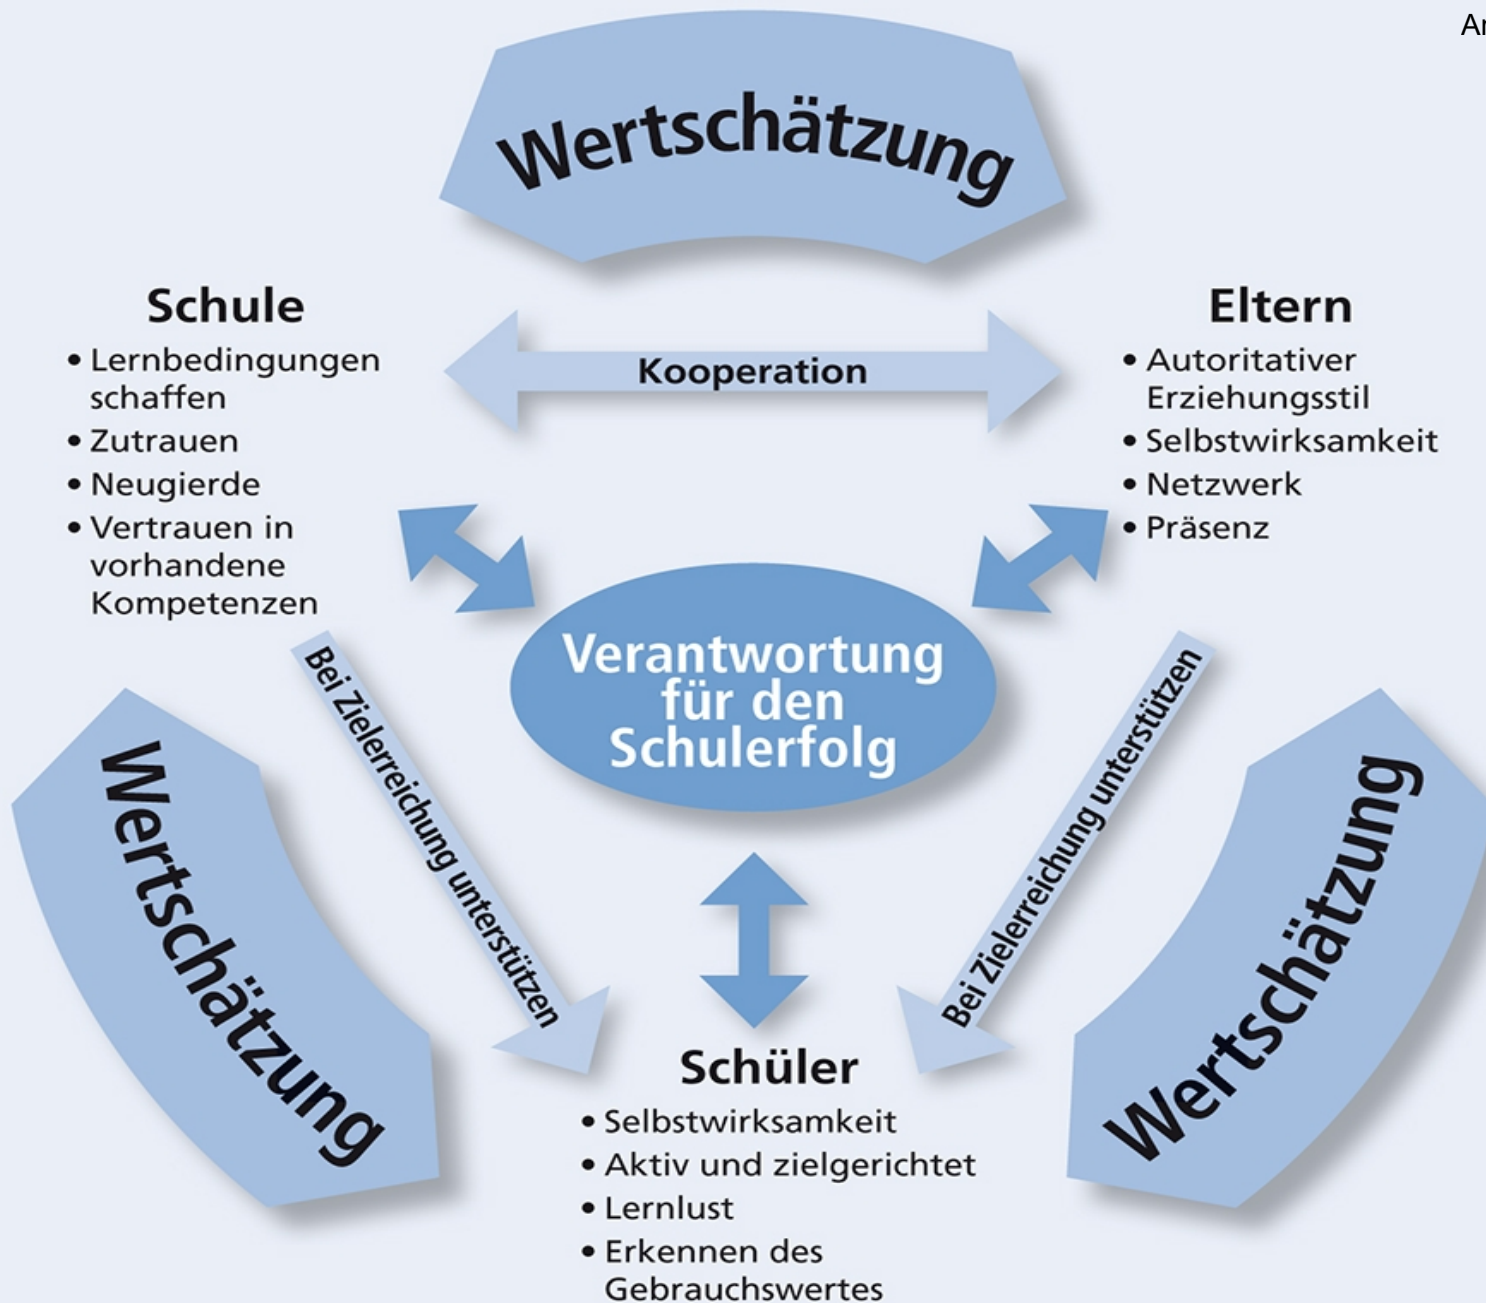 Wertschätzung
Schule
• Lernbedingungen
schaffen
• Zutrauen
• Neugierde
• Vertrauen in
vorhandene
Kompetenzen
Kooperation
Eltern
• Autoritativer
Erziehungsstil
• Selbstwirksamkeit
• Netzwerk
• Präsenz
Verantwortung
für den
Schulerfolg
Bei Zielerreichung unterstützen
Bei Zielerreichung unterstützen
Wertschätzung
Wertschätzung
Schüler
• Selbstwirksamkeit
• Aktiv und zielgerichtet
• Lernlust
• Erkennen des
Gebrauchswertes